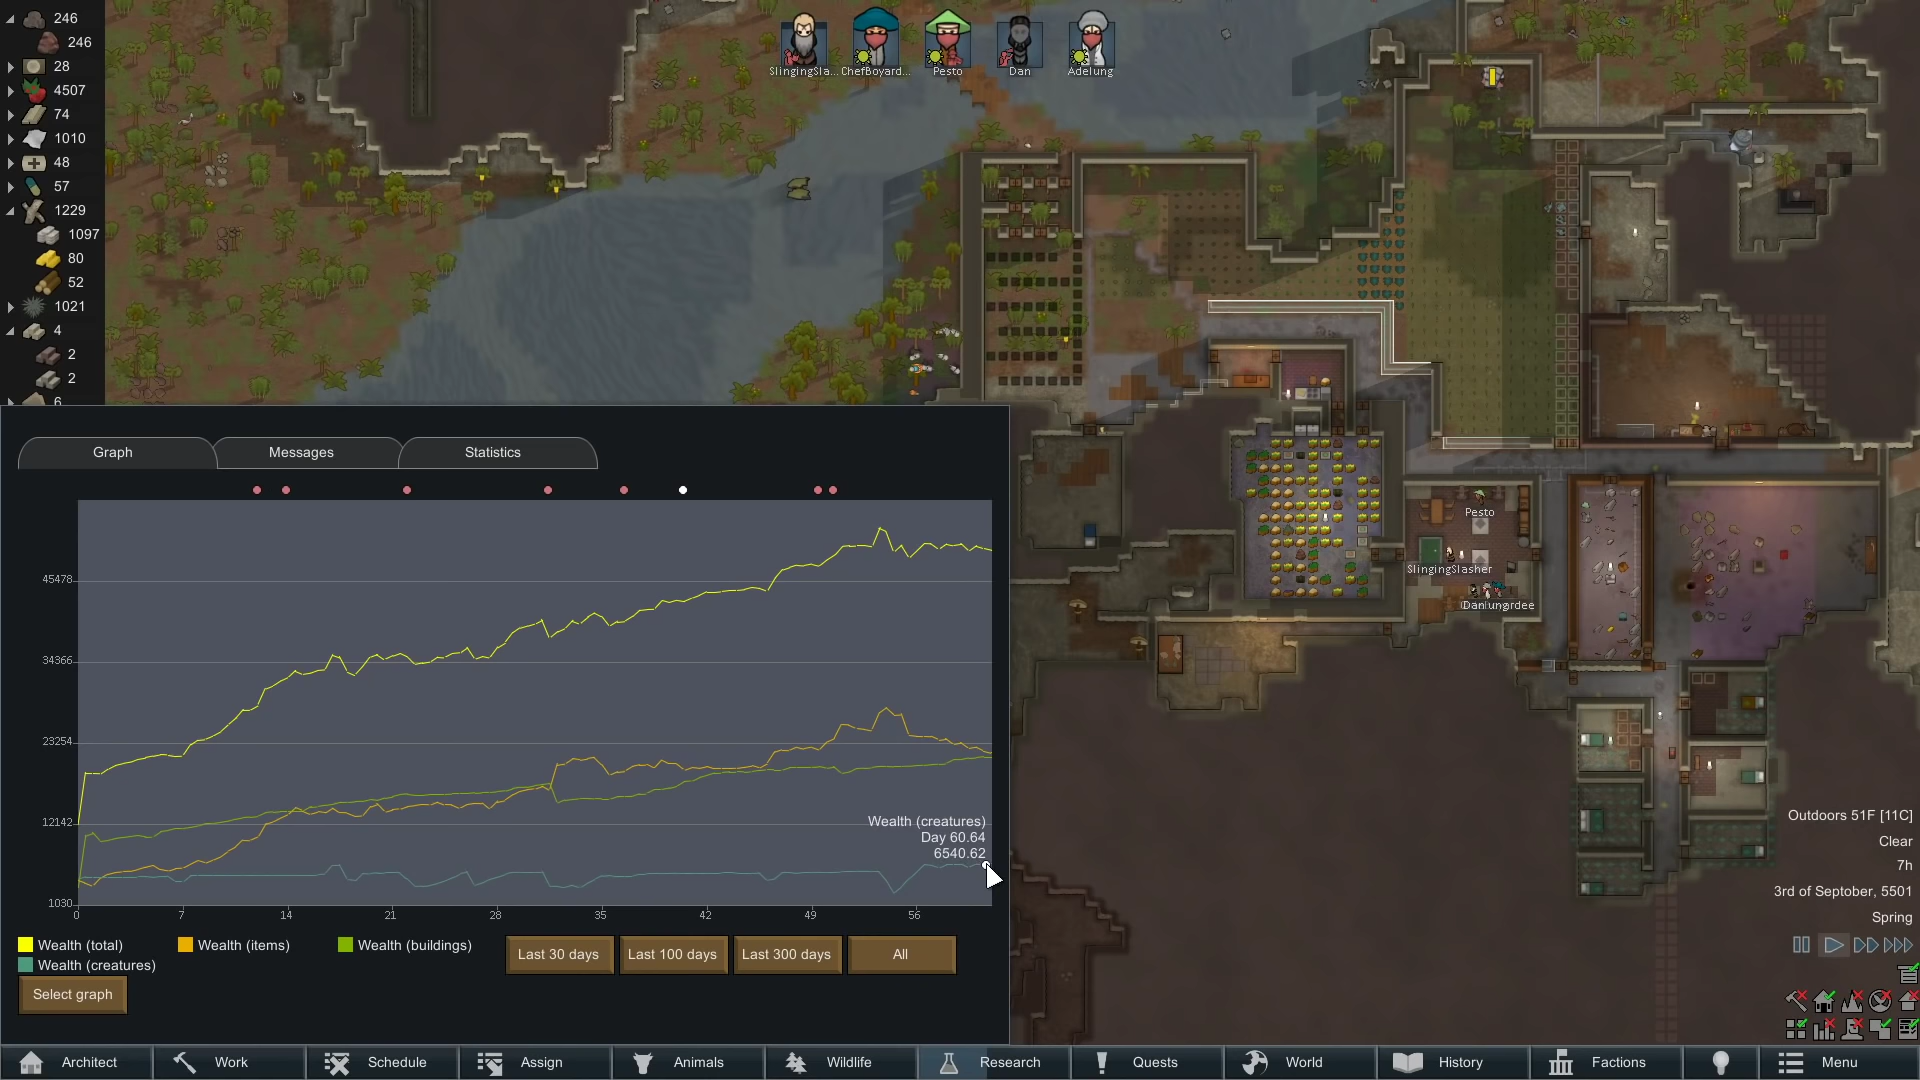 246
246
28
4507
74
1010
48
57
1229
1097
80
52
1021
4
2
2
6
SlingingSla...
ChefBoyard...
Pesto
Dan
Adelung
Graph
Messages
Statistics
45478
34366
23254
12142
1030
0
7
14
21
28
35
42
49
56
Wealth (creatures)
Day 60.64
6540.62
Wealth (total)
Wealth (items)
Wealth (buildings)
Wealth (creatures)
Last 30 days
Last 100 days
Last 300 days
All
Select graph
Pesto
SlingingSlasher
Outdoors 51F [11C]
Clear
7h
3rd of Septober, 5501
Spring
Architect
Work
Schedule
Assign
Animals
Wildlife
Research
Quests
World
History
Factions
Menu